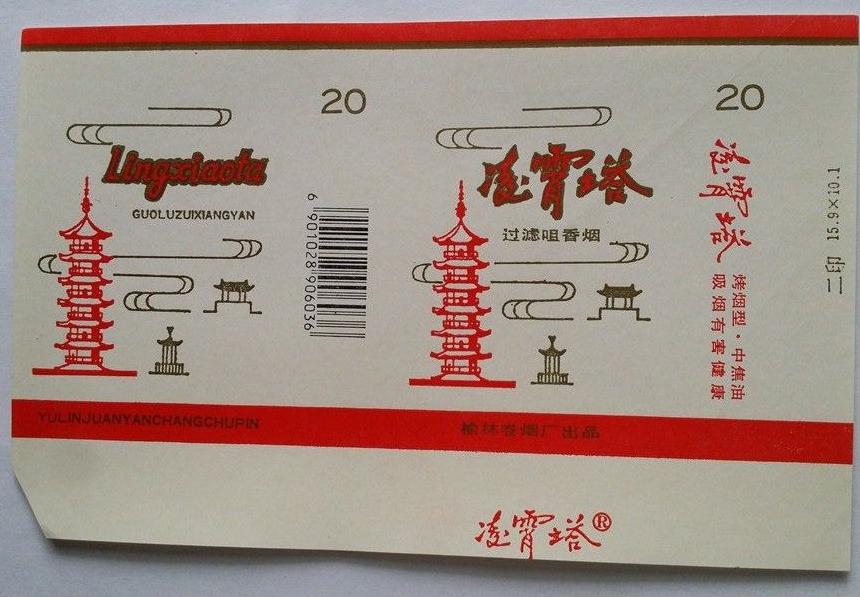 20
Lingxiaota
GUOLUZUIXIANGYAN
6 901028 906036
YULINJUANYANCHANGCHUPIN
20
凌霄塔
过滤咀香烟
榆林卷烟厂出品
凌霄塔®
凌霄塔
烤烟型·中焦油
吸烟有害健康
二印 15.9×10.1